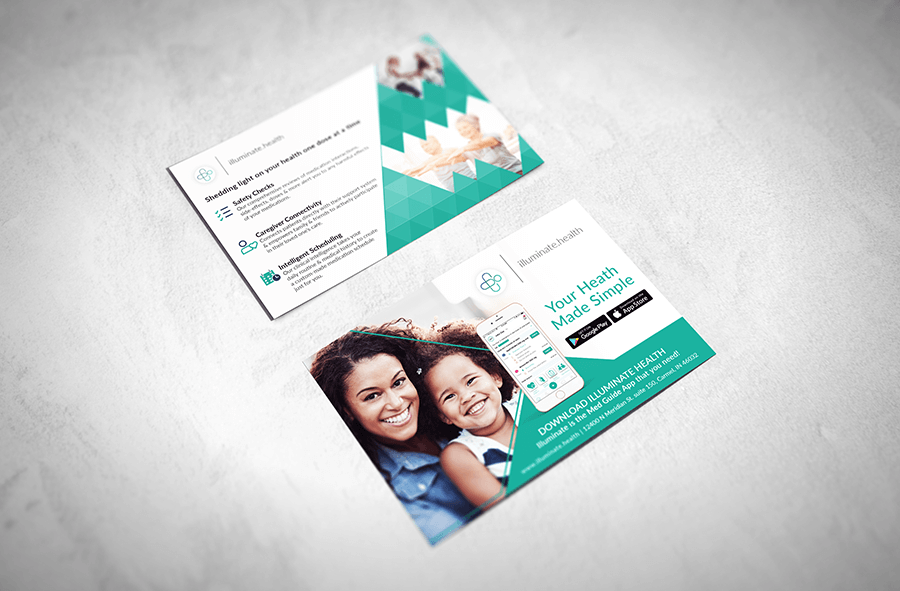 illuminate.health
Shedding light on your health one dose at a time
Safety Checks
Our comprehensive reviews of medication interactions,
side effects, doses & more alert you to any harmful effects
of your medications.
Caregiver Connectivity
Connects patients directly with their support system
& empowers family & friends to actively participate
in their loved one's care.
Intelligent Scheduling
Our clinical intelligence takes your
daily routine & medical history to create
a custom-made medication schedule
just for you.
illuminate.health
Your Heath
Made Simple
GET IT ON
Google Play
Download on the
App Store
DOWNLOAD ILLUMINATE HEALTH
Illuminate is the Med Guide App that you need!
www.illuminate.health | 12400 N Meridian St. suite 150, Carmel, IN 46032